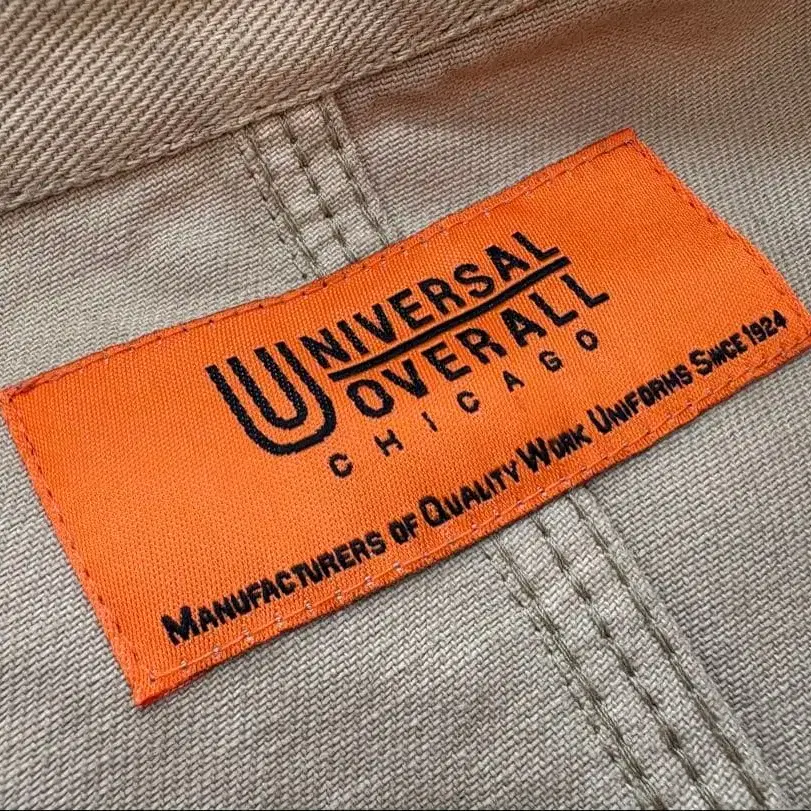 UNIVERSAL
OVERALL
CHICAGO
MANUFACTURERS OF QUALITY WORK UNIFORMS SINCE 1924